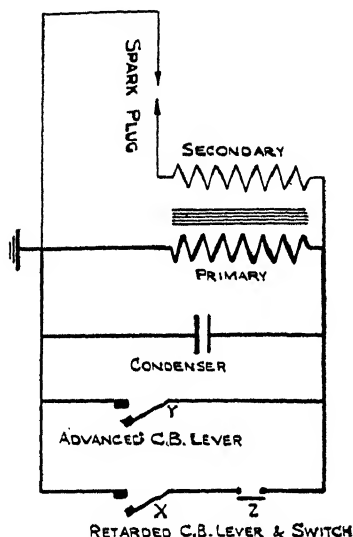 SPARK PLUG
SECONDARY
PRIMARY
CONDENSER
Y
ADVANCED C.B. LEVER
X
Z
RETARDED C.B. LEVER & SWITCH